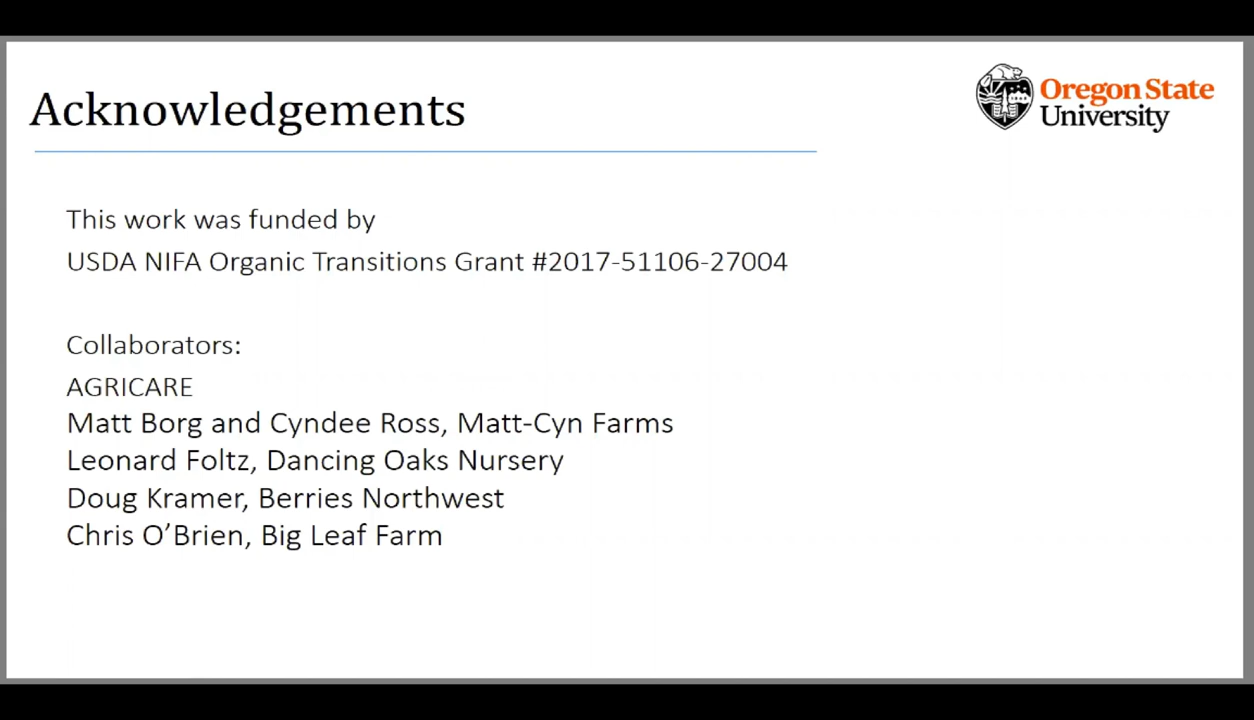 Acknowledgements
Oregon State
University
This work was funded by
USDA NIFA Organic Transitions Grant #2017-51106-27004
Collaborators:
AGRICARE
Matt Borg and Cyndee Ross, Matt-Cyn Farms
Leonard Foltz, Dancing Oaks Nursery
Doug Kramer, Berries Northwest
Chris O’Brien, Big Leaf Farm